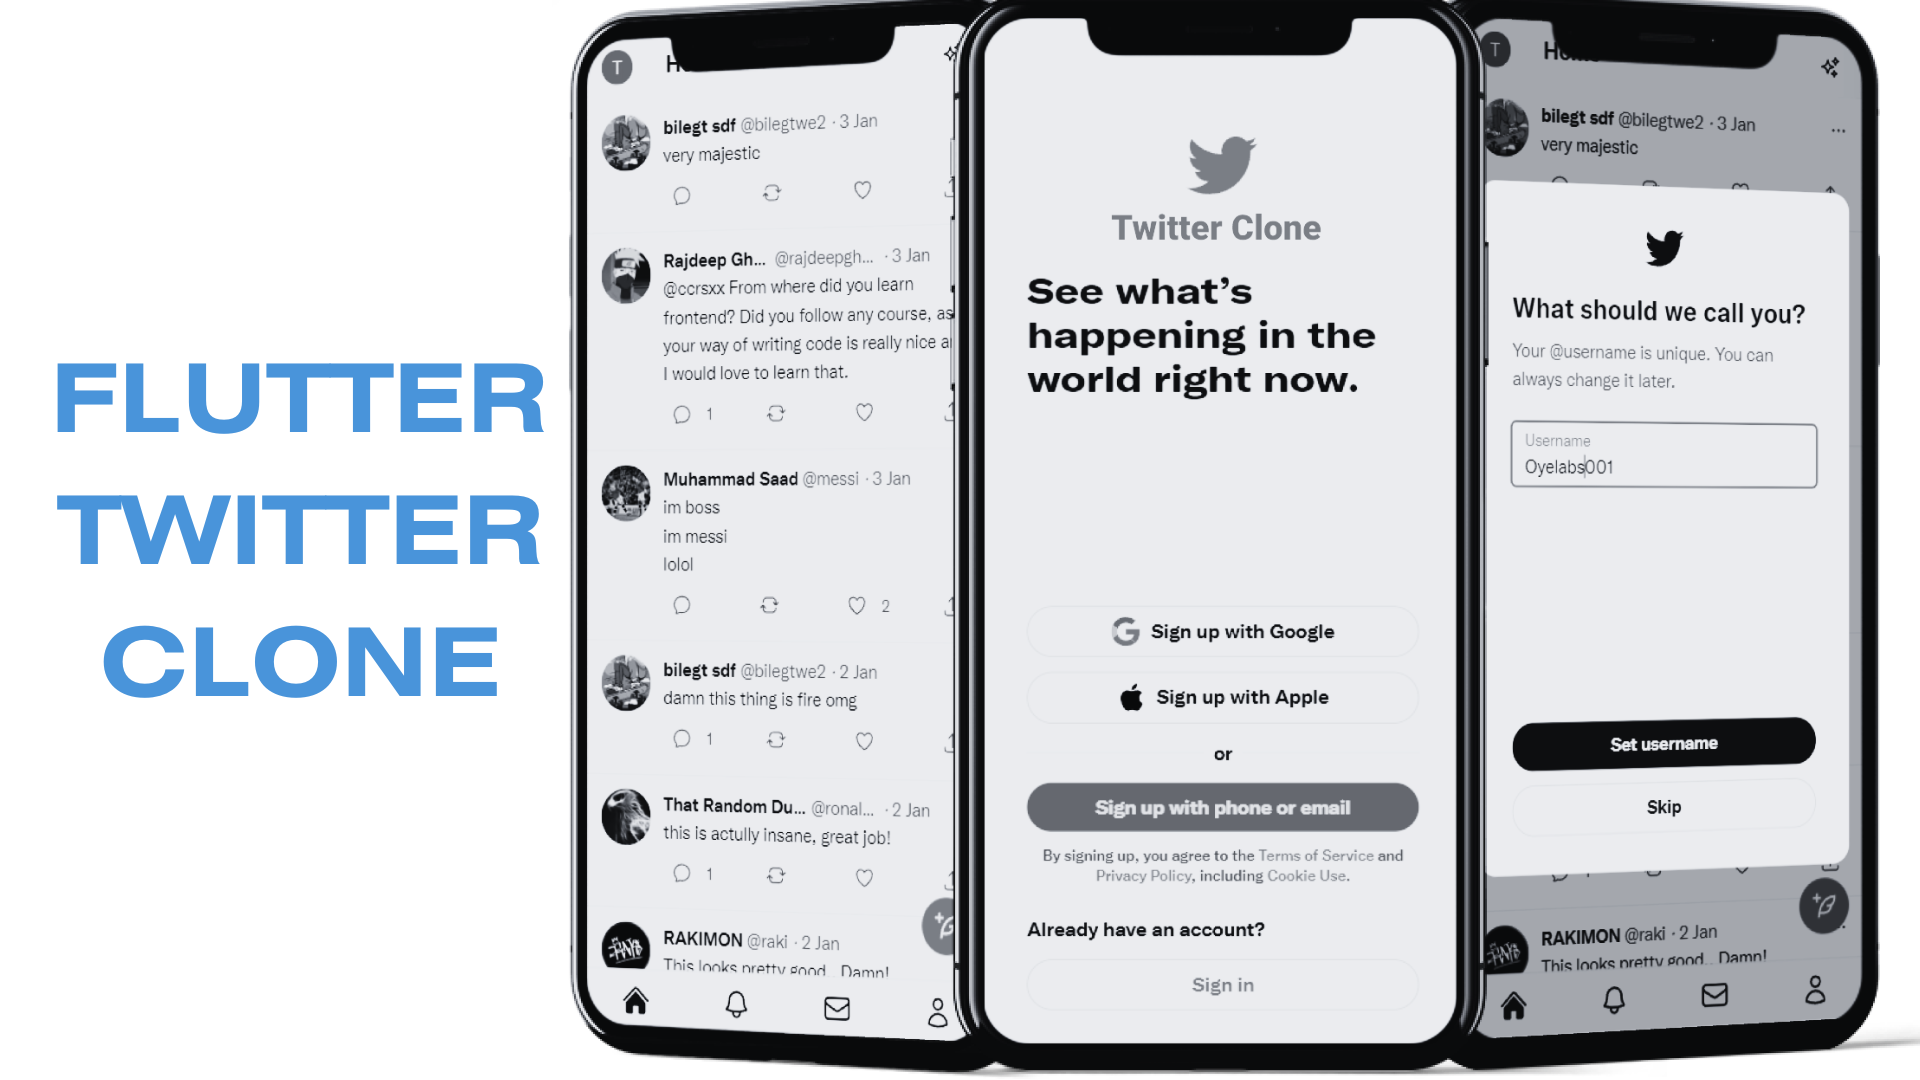 FLUTTER
TWITTER
CLONE
T
bilegt sdf @bilegtwe2 · 3 Jan
very majestic
Rajdeep Gh... @rajdeepgh... · 3 Jan
@ccrsxx From where did you learn
frontend? Did you follow any course, as
your way of writing code is really nice
I would love to learn that.
1
Muhammad Saad @messi · 3 Jan
im boss
im messi
lolol
2
bilegt sdf @bilegtwe2 · 2 Jan
damn this thing is fire omg
1
That Random Du... @ronal... · 2 Jan
this is actully insane, great job!
1
RAKIMON @raki · 2 Jan
This looks pretty good.. Damn!
Twitter Clone
See what's
happening in the
world right now.
Sign up with Google
Sign up with Apple
or
Sign up with phone or email
By signing up, you agree to the Terms of Service and
Privacy Policy, including Cookie Use.
Already have an account?
Sign in
T Home
bilegt sdf @bilegtwe2 · 3 Jan
very majestic
What should we call you?
Your @username is unique. You can
always change it later.
Username
Oyelabs001
Set username
Skip
RAKIMON @raki · 2 Jan
This looks pretty good.. Damn!